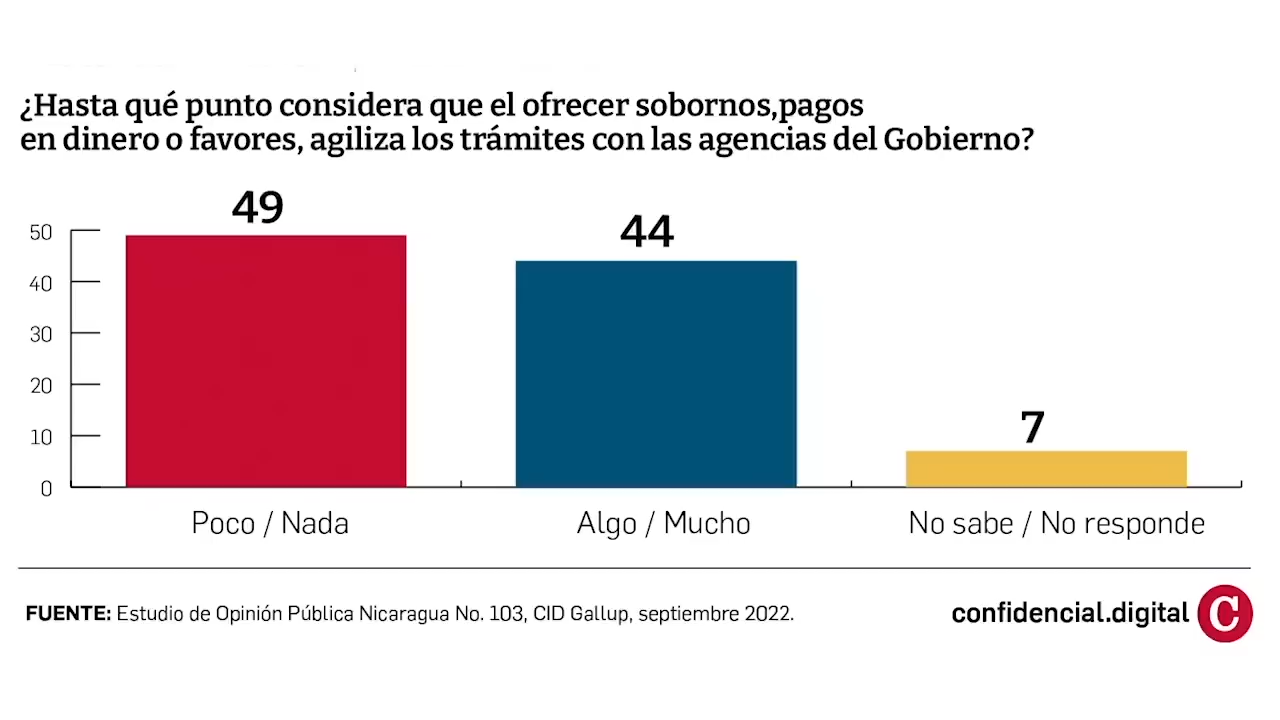 ¿Hasta qué punto considera que el ofrecer sobornos,pagos
en dinero o favores, agiliza los trámites con las agencias del Gobierno?
49
44
7
50
40
30
20
10
0
Poco / Nada
Algo / Mucho
No sabe / No responde
FUENTE: Estudio de Opinión Pública Nicaragua No. 103, CID Gallup, septiembre 2022.
confidencial.digital C